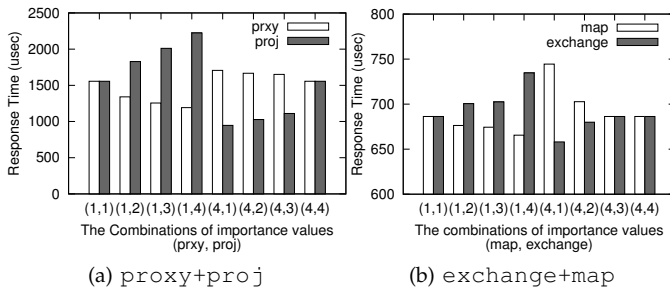 2500
2000
1500
1000
500
0
Response Time (usec)
prxy
proj
(1,1) (1,2) (1,3) (1,4) (4,1) (4,2) (4,3) (4,4)
The Combinations of importance values
(prxy, proj)
(a) proxy+proj
800
750
700
650
600
Response Time (usec)
map
exchange
(1,1) (1,2) (1,3) (1,4) (4,1) (4,2) (4,3) (4,4)
The combinations of importance values
(map, exchange)
(b) exchange+map